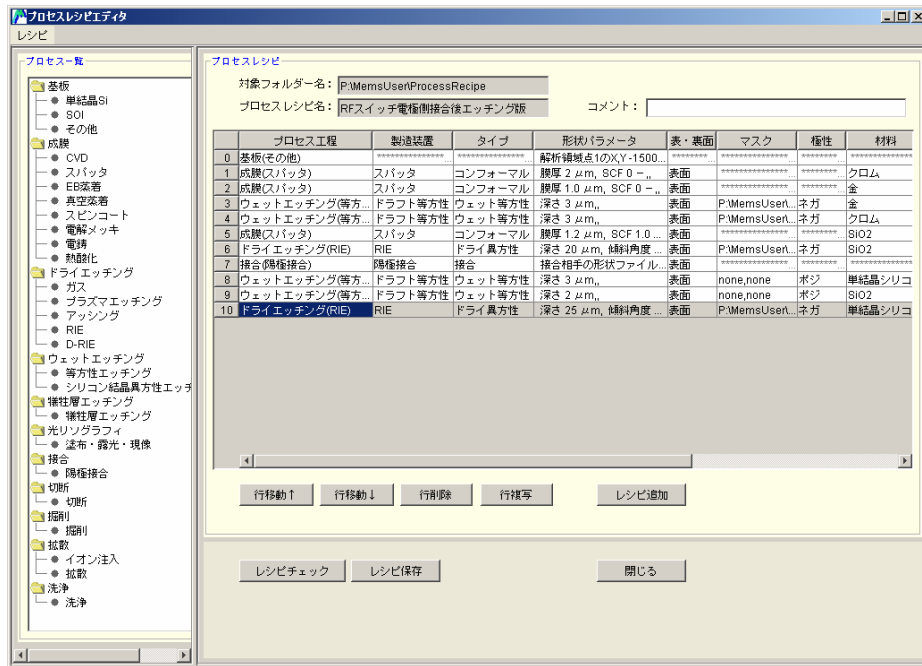 プロセスレシピエディタ
レシピ
プロセス一覧
基板
単結晶Si
SOI
その他
成膜
CVD
スパッタ
EB蒸着
真空蒸着
スピンコート
電解メッキ
電鋳
熱酸化
ドライエッチング
ガス
プラズマエッチング
アッシング
RIE
D-RIE
ウェットエッチング
等方性エッチング
シリコン結晶異方性エッチ
犠牲層エッチング
犠牲層エッチング
光リソグラフィ
塗布・露光・現像
接合
陽極接合
切断
切断
掘削
掘削
拡散
イオン注入
拡散
洗浄
洗浄
プロセスレシピ
対象フォルダー名： P:\MemsUser\ProcessRecipe
プロセスレシピ名： RFスイッチ電極側接合後エッチング版 コメント：
プロセス工程 製造装置 タイプ 形状パラメータ 表・裏面 マスク 極性 材料
0 基板(その他) ***************... ***************... 解析領域点1のX,Y -1500... ********... ***************... ********... ***************
1 成膜(スパッタ) スパッタ コンフォーマル 膜厚 2 μm, SCF 0 －,, 表面 ***************... ********... クロム
2 成膜(スパッタ) スパッタ コンフォーマル 膜厚 1.0 μm, SCF 0 －,, 表面 ***************... ********... 金
3 ウェットエッチング(等方... ドラフト等方性 ウェット等方性 深さ 3 μm,, 表面 P:\MemsUser\... ネガ 金
4 ウェットエッチング(等方... ドラフト等方性 ウェット等方性 深さ 3 μm,, 表面 P:\MemsUser\... ネガ クロム
5 成膜(スパッタ) スパッタ コンフォーマル 膜厚 1.2 μm, SCF 1.0 ... 表面 ***************... ********... SiO2
6 ドライエッチング(RIE) RIE ドライ異方性 深さ 20 μm, 傾斜角度 ... 表面 P:\MemsUser\... ネガ SiO2
7 接合(陽極接合) 陽極接合 接合 接合相手の形状ファイル... 表面 ***************... ********... ***************
8 ウェットエッチング(等方... ドラフト等方性 ウェット等方性 深さ 3 μm,, 表面 none,none ポジ 単結晶シリコ
9 ウェットエッチング(等方... ドラフト等方性 ウェット等方性 深さ 2 μm,, 表面 none,none ポジ SiO2
10 ドライエッチング(RIE) RIE ドライ異方性 深さ 25 μm, 傾斜角度 ... 表面 P:\MemsUser\... ネガ 単結晶シリコ
行移動↑ 行移動↓ 行削除 行複写 レシピ追加
レシピチェック レシピ保存 閉じる